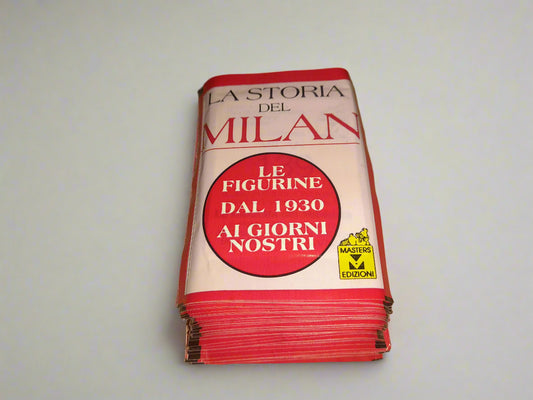 LA STORIA
DEL
MILAN
LE
FIGURINE
DAL 1930
AI GIORNI
NOSTRI
MASTERS
EDIZIONI